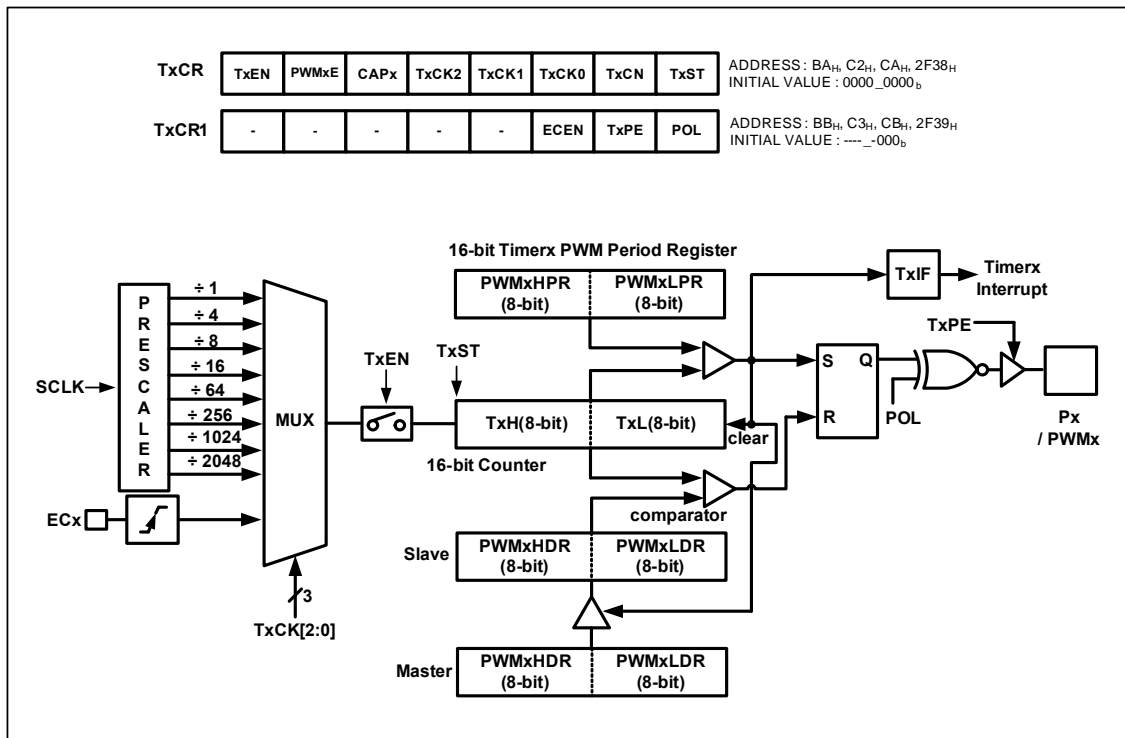 TxCR TxEN PWMxE CAPx TxCK2 TxCK1 TxCK0 TxCN TxST ADDRESS : BAH, C2H, CAH, 2F38H
INITIAL VALUE : 0000_0000b
TxCR1 - - - - - ECEN TxPE POL ADDRESS : BBH, C3H, CBH, 2F39H
INITIAL VALUE : ----_-000b
16-bit Timerx PWM Period Register
PWMxHPR
(8-bit)
PWMxLPR
(8-bit)
TxIF
Timerx
Interrupt
SCLK
PRESCALER
÷ 1
÷ 4
÷ 8
÷ 16
÷ 64
÷ 256
÷ 1024
÷ 2048
ECx
MUX
TxCK[2:0]
3
TxEN
TxST
TxH(8-bit)
TxL(8-bit)
clear
16-bit Counter
comparator
S Q
R
POL
TxPE
Px
/ PWMx
Slave
PWMxHDR
(8-bit)
PWMxLDR
(8-bit)
Master
PWMxHDR
(8-bit)
PWMxLDR
(8-bit)